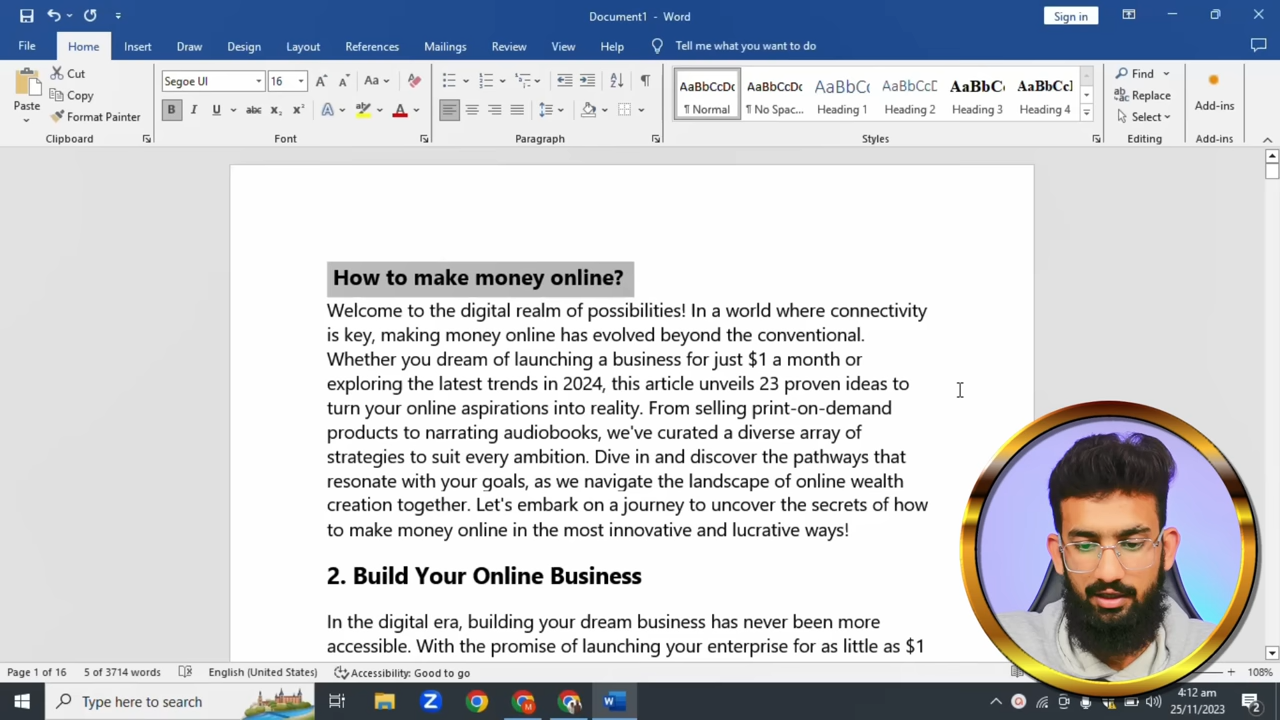 Document1 - Word
Sign in
File Home Insert Draw Design Layout References Mailings Review View Help Tell me what you want to do
Paste Cut Copy Format Painter
Clipboard
Segoe UI 16
Font
Paragraph
AaBbCcDc AaBbCcDc AaBbCc AaBbCcD AaBbC AaBbCcI
¶ Normal ¶ No Spac... Heading 1 Heading 2 Heading 3 Heading 4
Styles
Find
Replace
Select
Editing
Add-ins
Add-ins
How to make money online?
Welcome to the digital realm of possibilities! In a world where connectivity
is key, making money online has evolved beyond the conventional.
Whether you dream of launching a business for just $1 a month or
exploring the latest trends in 2024, this article unveils 23 proven ideas to
turn your online aspirations into reality. From selling print-on-demand
products to narrating audiobooks, we've curated a diverse array of
strategies to suit every ambition. Dive in and discover the pathways that
resonate with your goals, as we navigate the landscape of online wealth
creation together. Let's embark on a journey to uncover the secrets of how
to make money online in the most innovative and lucrative ways!
2. Build Your Online Business
In the digital era, building your dream business has never been more
accessible. With the promise of launching your enterprise for as little as $1
Page 1 of 16 5 of 3714 words English (United States) Accessibility: Good to go 108%
Type here to search
4:12 am
25/11/2023
2